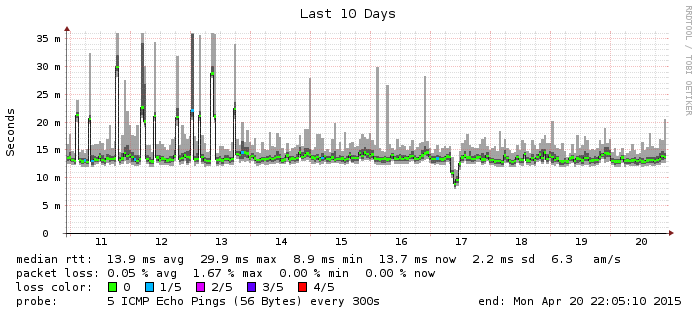 Last 10 Days
RRDTOOL / TOBI OETIKER
Seconds
35 m
30 m
25 m
20 m
15 m
10 m
5 m
0
11 12 13 14 15 16 17 18 19 20
median rtt: 13.9 ms avg 29.9 ms max 8.9 ms min 13.7 ms now 2.2 ms sd 6.3 am/s
packet loss: 0.05 % avg 1.67 % max 0.00 % min 0.00 % now
loss color: 0 1/5 2/5 3/5 4/5
probe: 5 ICMP Echo Pings (56 Bytes) every 300s end: Mon Apr 20 22:05:10 2015